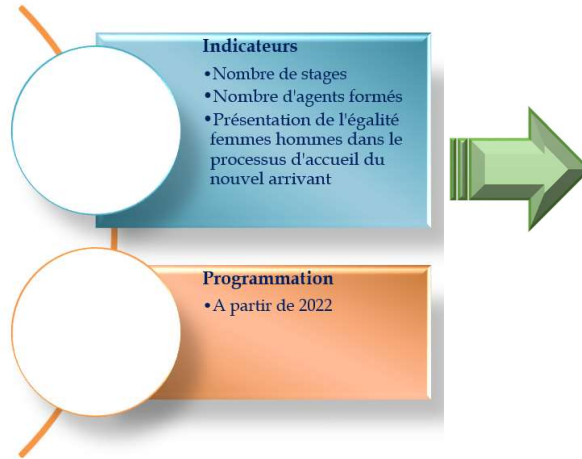 Indicateurs
•Nombre de stages
•Nombre d'agents formés
•Présentation de l'égalité
femmes hommes dans le
processus d'accueil du
nouvel arrivant
Programmation
•A partir de 2022